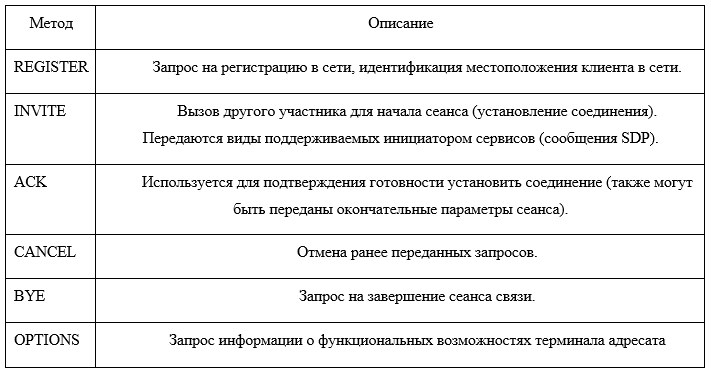 Метод Описание
REGISTER Запрос на регистрацию в сети, идентификация местоположения клиента в сети.
INVITE Вызов другого участника для начала сеанса (установление соединения).
Передаются виды поддерживаемых инициатором сервисов (сообщения SDP).
ACK Используется для подтверждения готовности установить соединение (также могут
быть переданы окончательные параметры сеанса).
CANCEL Отмена ранее переданных запросов.
BYE Запрос на завершение сеанса связи.
OPTIONS Запрос информации о функциональных возможностях терминала адресата